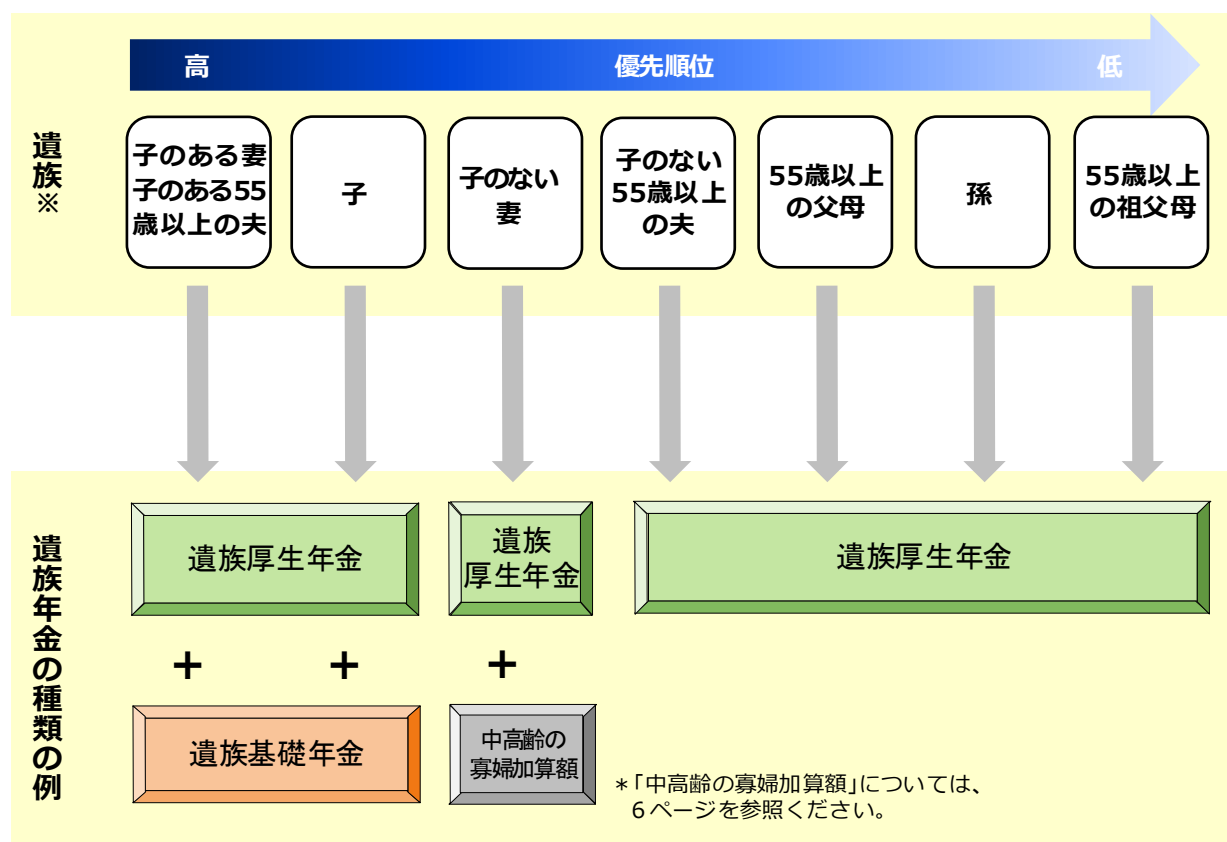 高 優先順位 低
遺族※
子のある妻
子のある55
歳以上の夫
子
子のない
妻
子のない
55歳以上
の夫
55歳以上
の父母
孫
55歳以上
の祖父母
遺族年金の種類の例
遺族厚生年金
遺族
厚生年金
遺族厚生年金
+ + +
遺族基礎年金
中高齢の
寡婦加算額
*「中高齢の寡婦加算額」については、
6ページを参照ください。